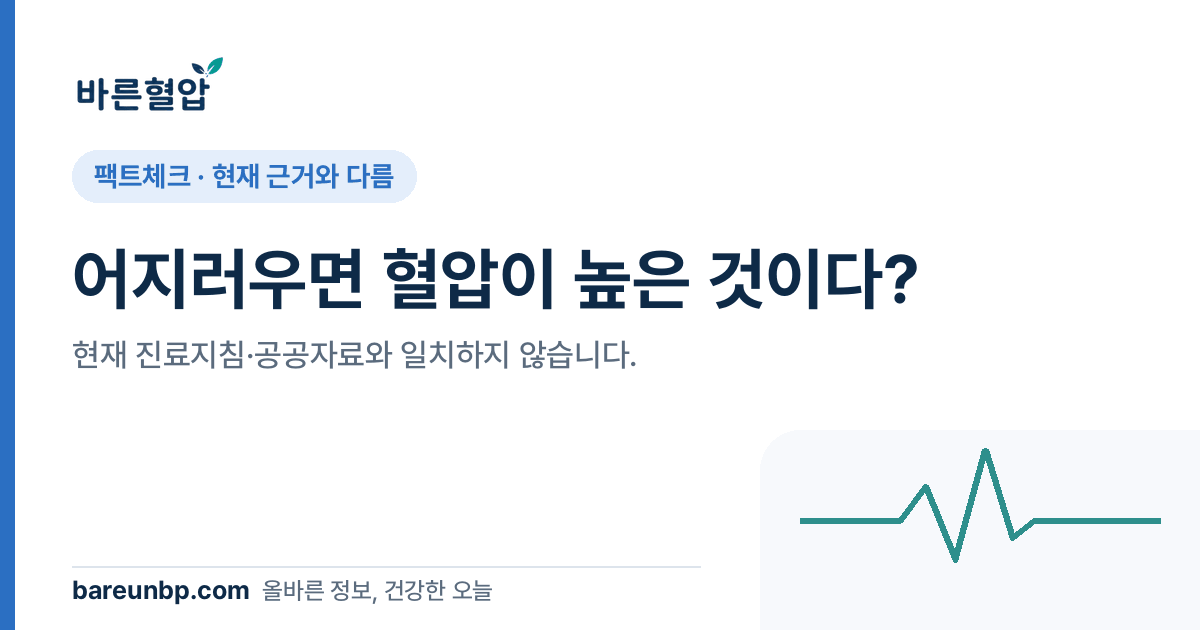 바른혈압
팩트체크 · 현재 근거와 다름
어지러우면 혈압이 높은 것이다?
현재 진료지침·공공자료와 일치하지 않습니다.
bareunbp.com 올바른 정보, 건강한 오늘